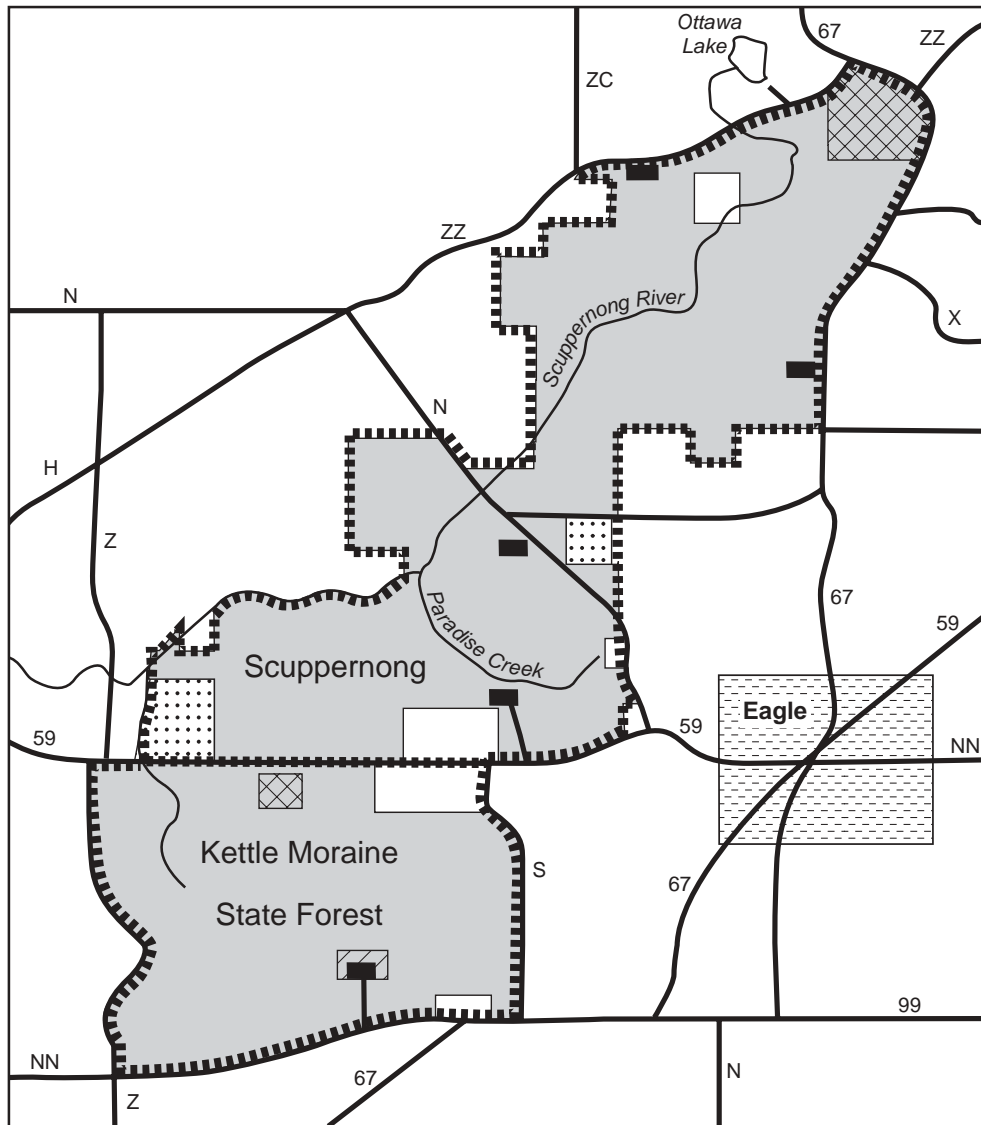 Ottawa
Lake
67
ZZ
ZC
ZZ
N
Scuppernong River
X
N
H
Z
67
59
Paradise Creek
Scuppernong
Eagle
59
59
NN
Kettle Moraine
S
67
State Forest
99
NN
67
Z
N